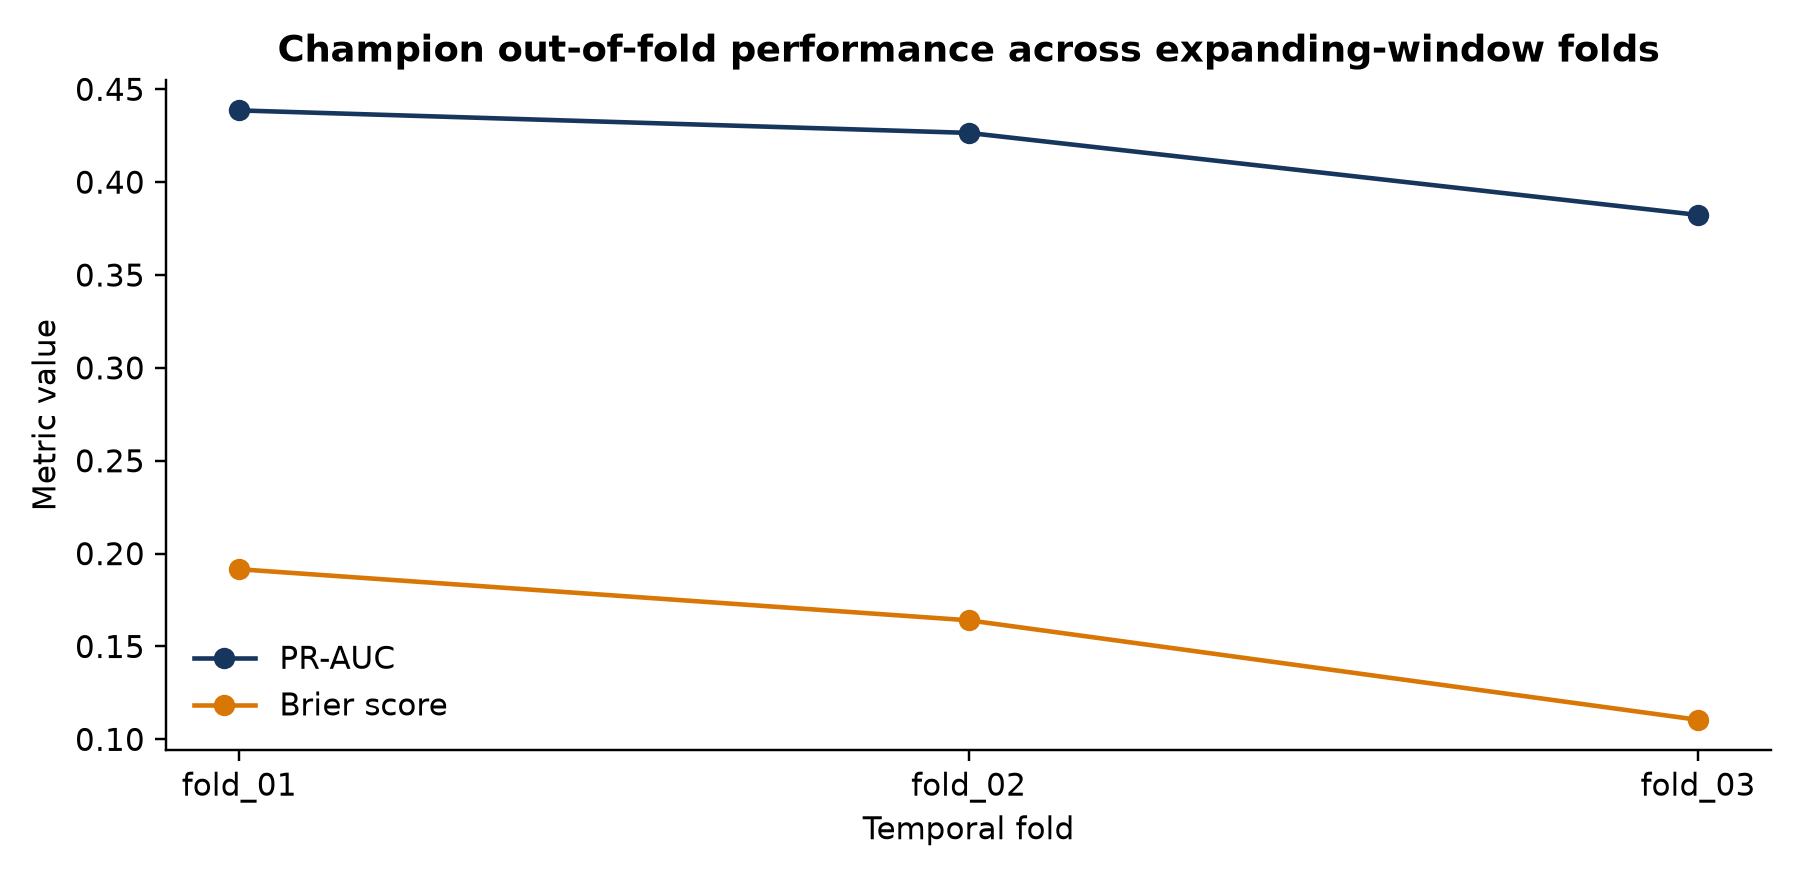 Champion out-of-fold performance across expanding-window folds
0.45
0.40
0.35
0.30
0.25
0.20
0.15
0.10
Metric value
PR-AUC
Brier score
fold_01 fold_02 fold_03
Temporal fold